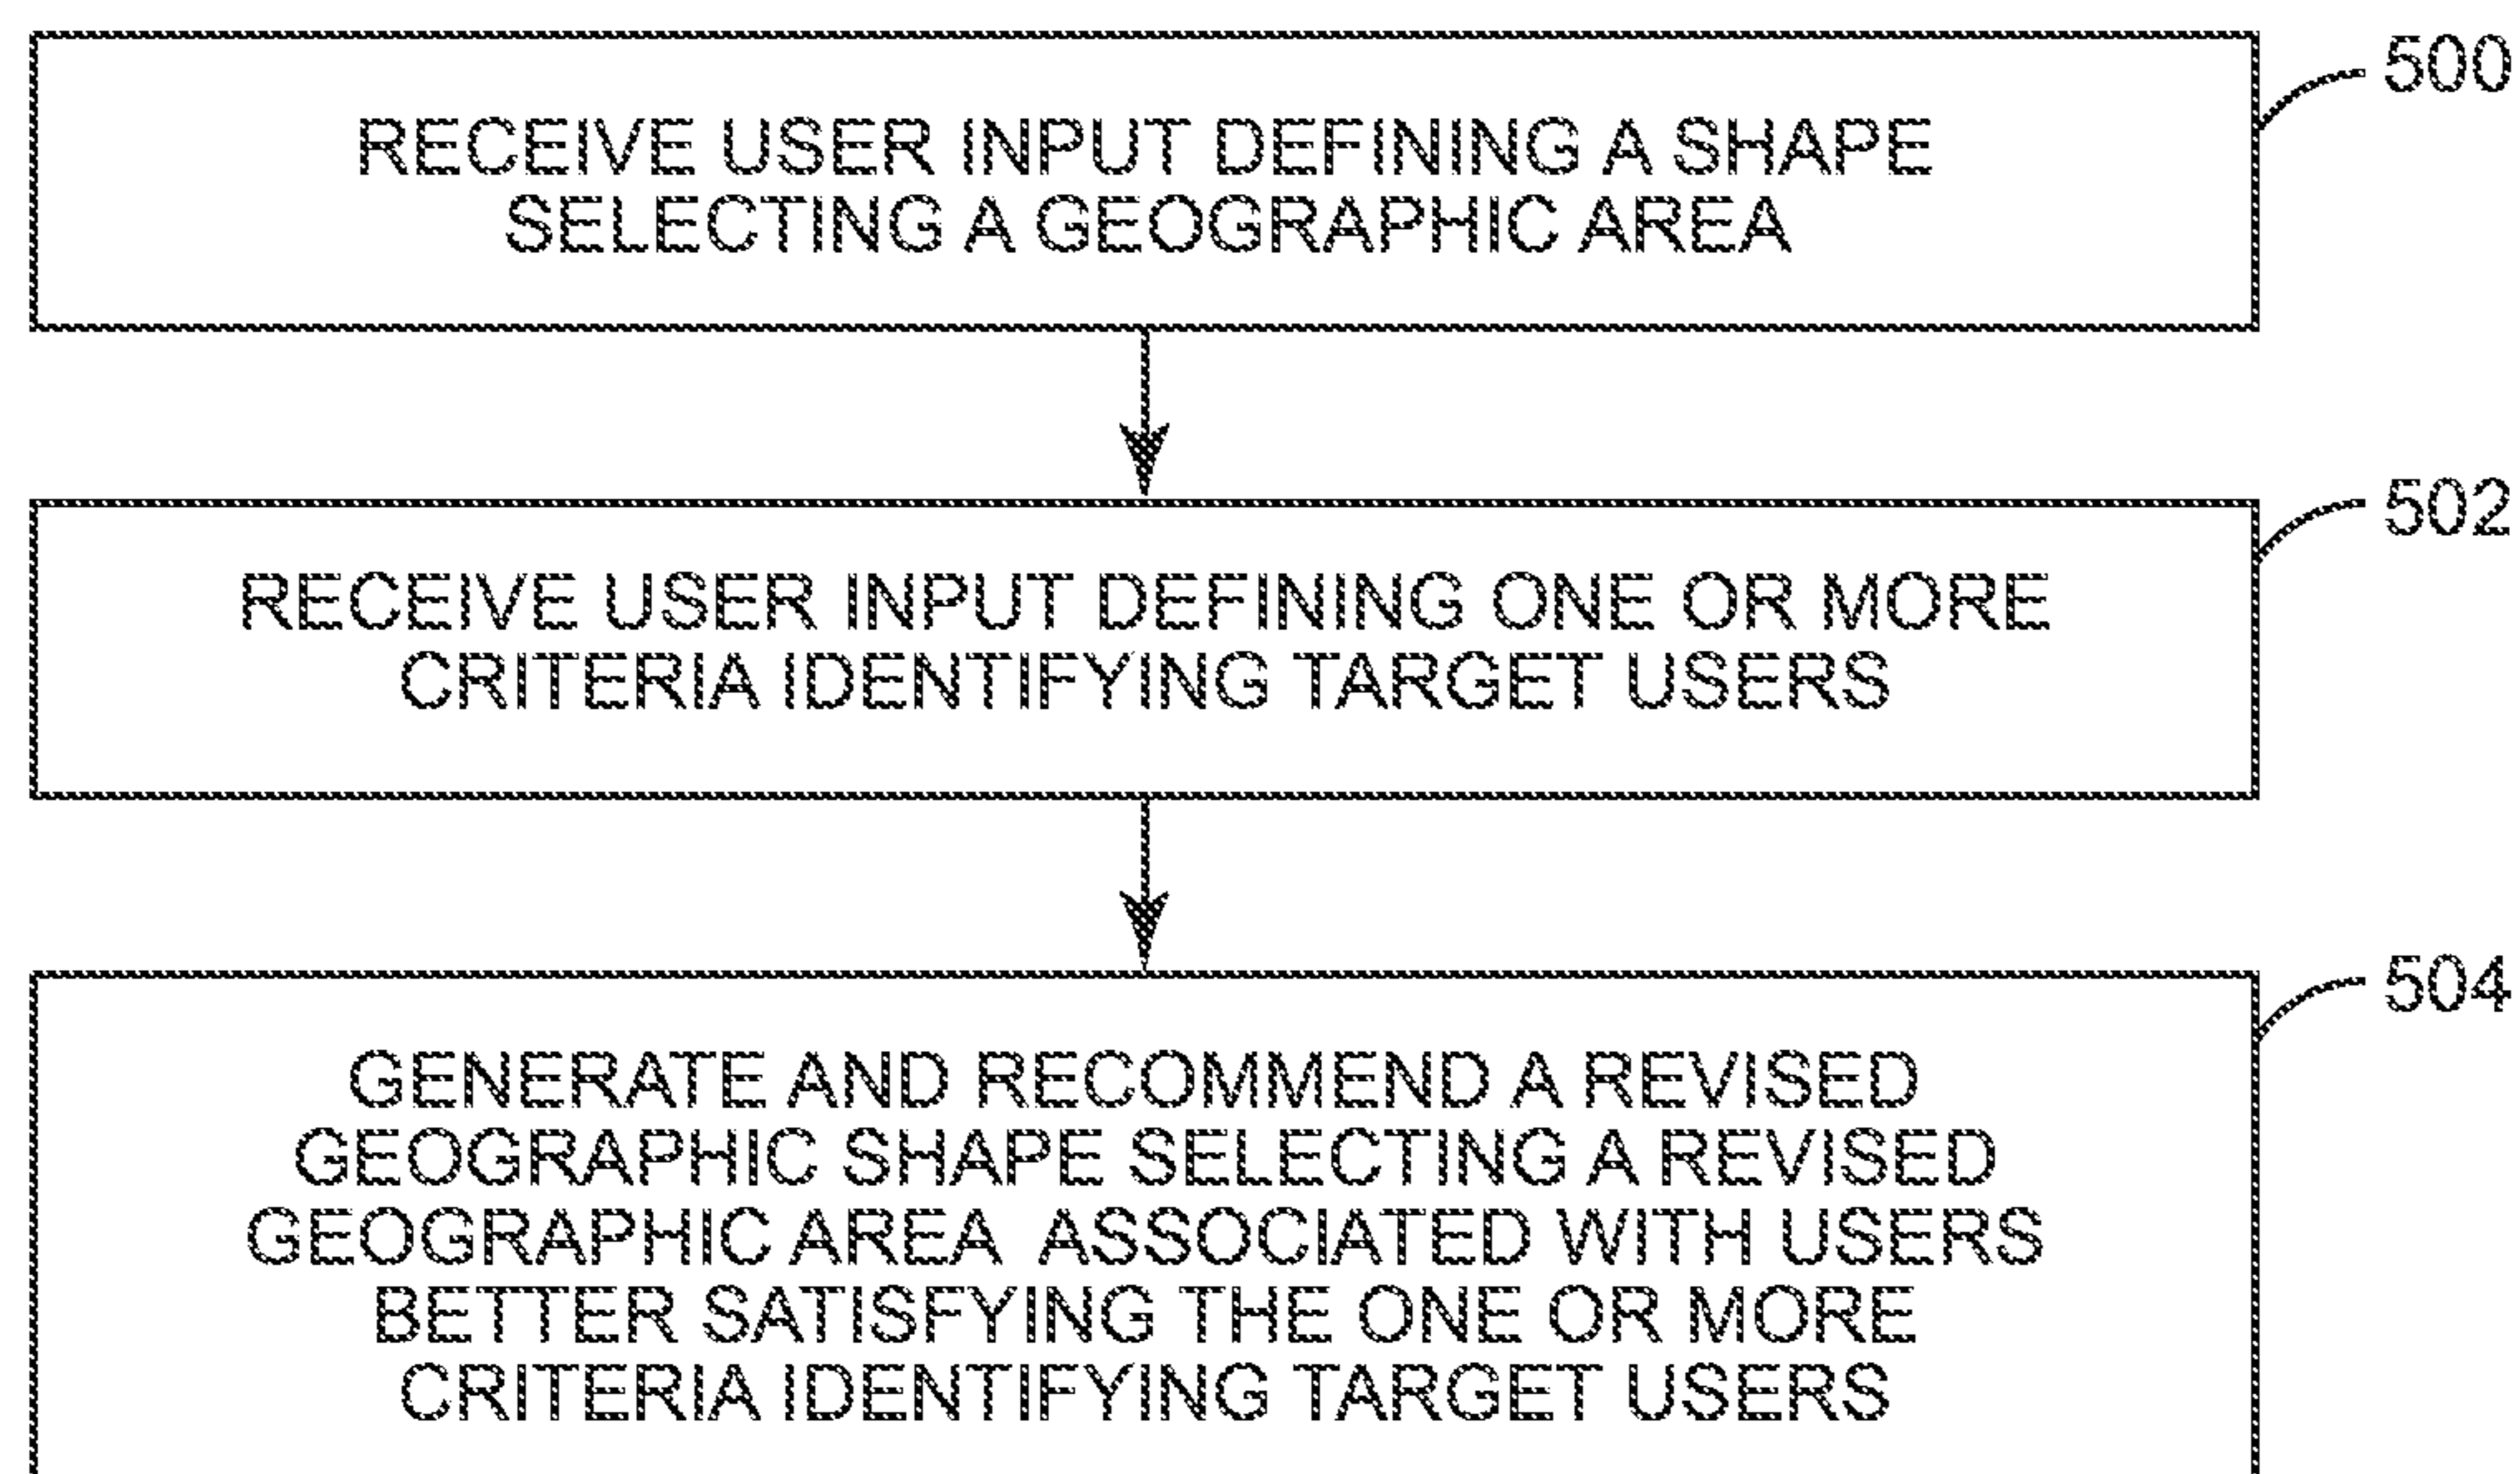 500
RECEIVE USER INPUT DEFINING A SHAPE
SELECTING A GEOGRAPHIC AREA
502
RECEIVE USER INPUT DEFINING ONE OR MORE
CRITERIA IDENTIFYING TARGET USERS
504
GENERATE AND RECOMMEND A REVISED
GEOGRAPHIC SHAPE SELECTING A REVISED
GEOGRAPHIC AREA ASSOCIATED WITH USERS
BETTER SATISFYING THE ONE OR MORE
CRITERIA IDENTIFYING TARGET USERS